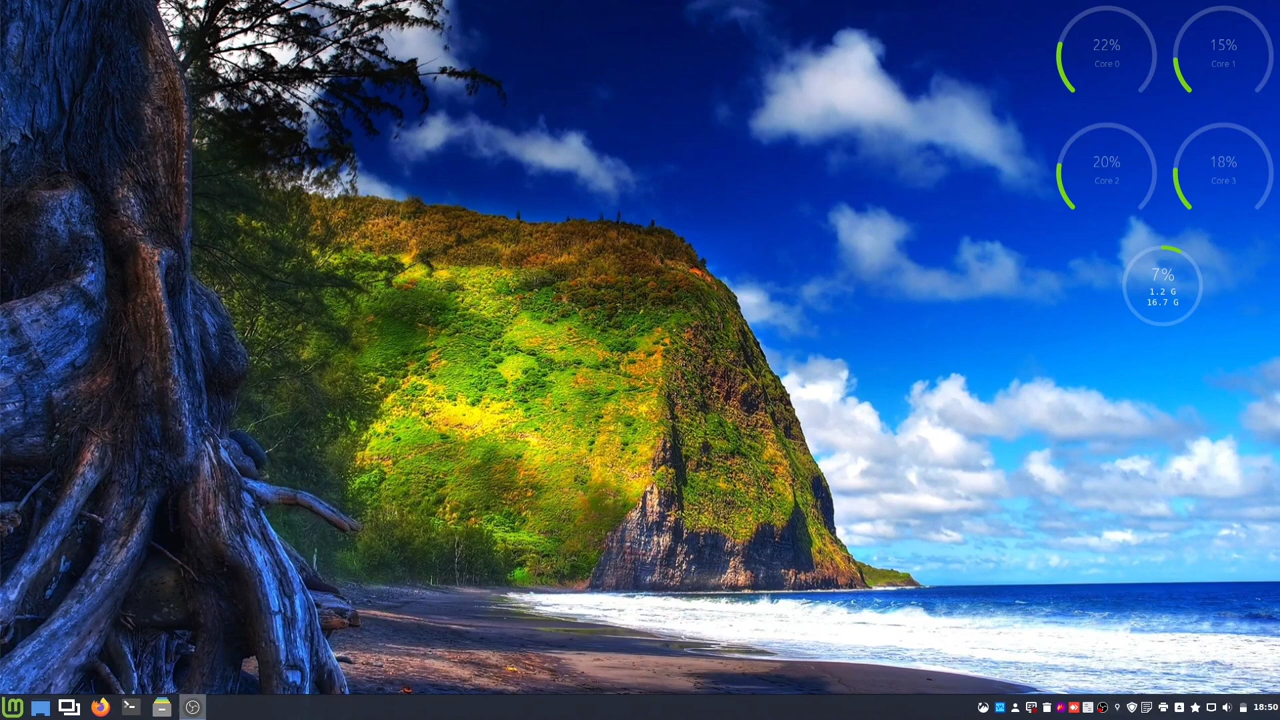 22%
Core 0
15%
Core 1
20%
Core 2
18%
Core 3
7%
1.2 G
16.7 G
18:50